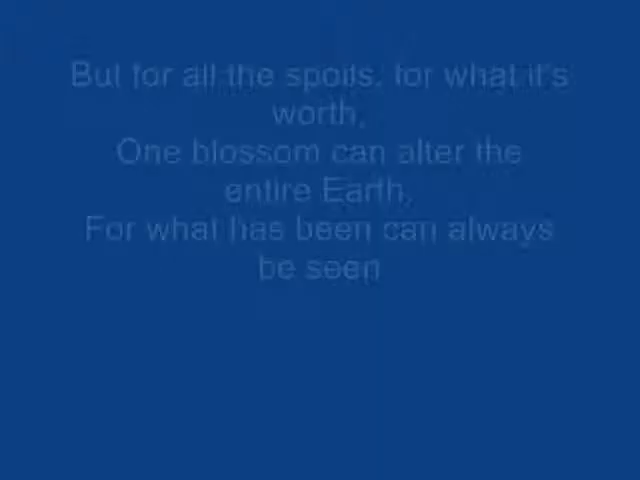 But for all the spoils, for what it's
worth,
One blossom can alter the
entire Earth,
For what has been can always
be seen